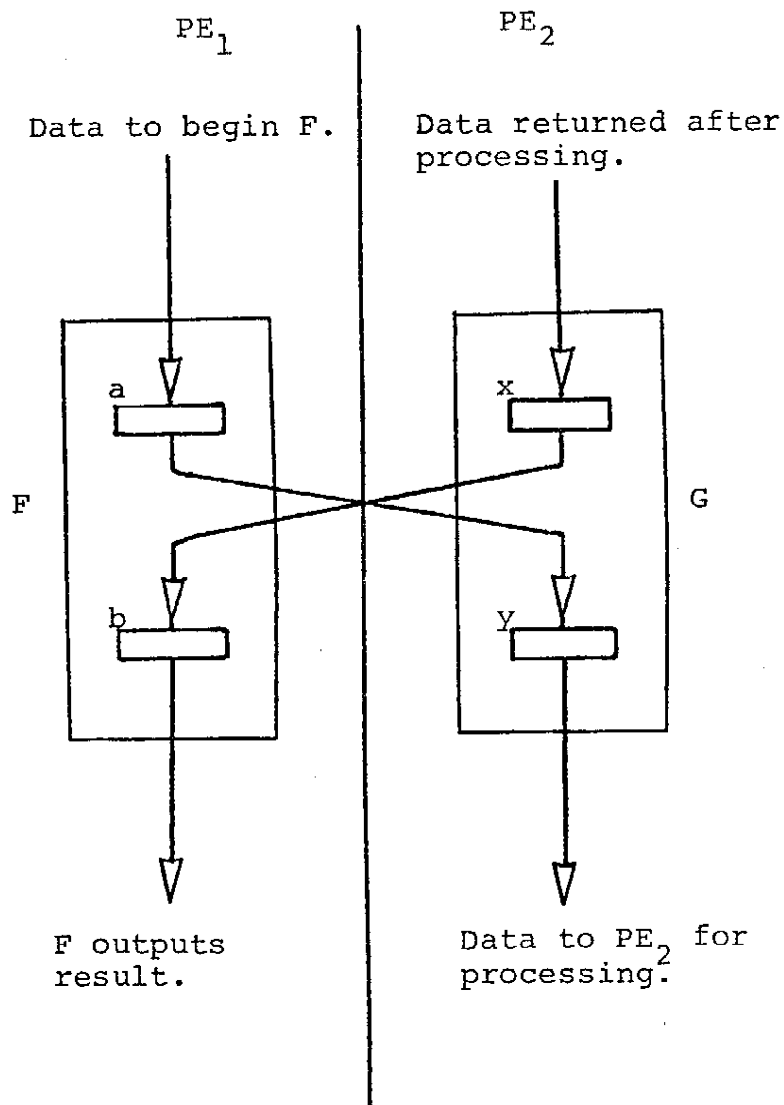 PE1
PE2
Data to begin F.
Data returned after
processing.
a
x
F
G
b
y
F outputs
result.
Data to PE2 for
processing.